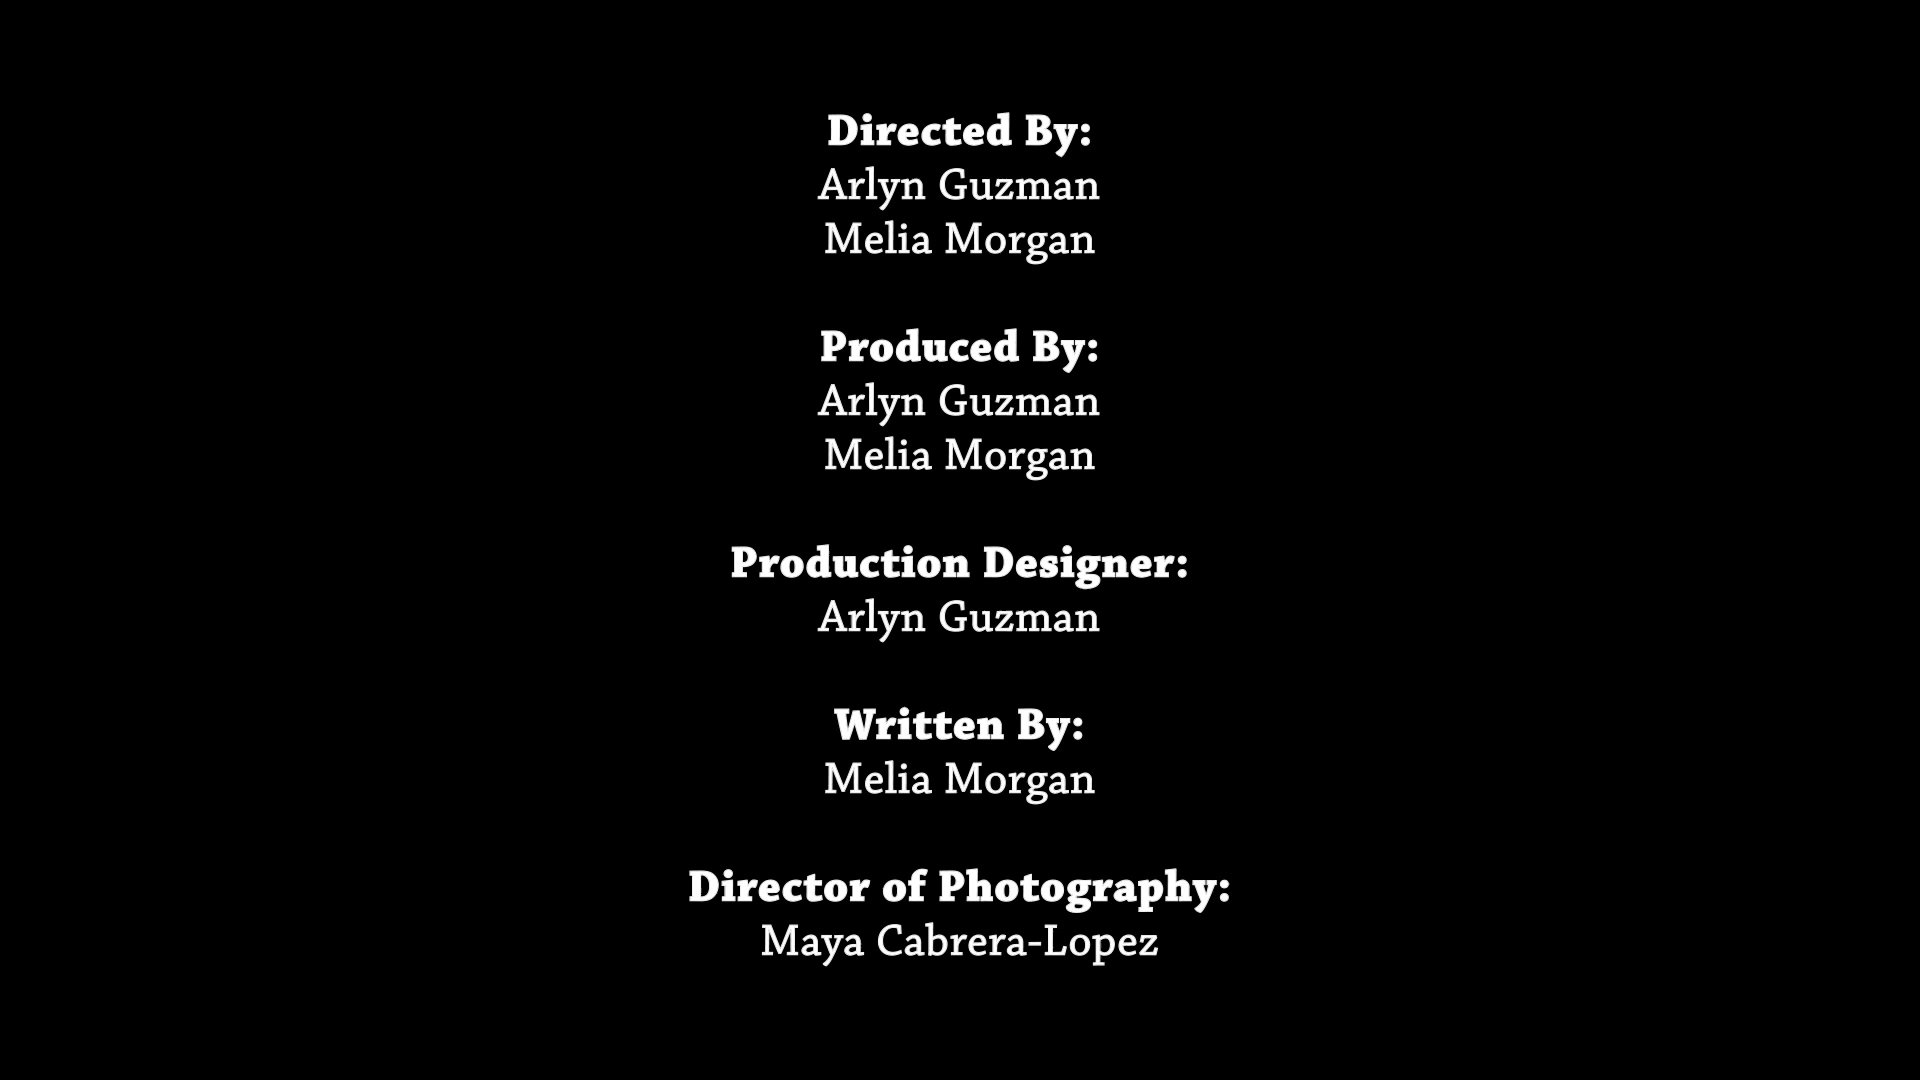 Directed By:
Arlyn Guzman
Melia Morgan
Produced By:
Arlyn Guzman
Melia Morgan
Production Designer:
Arlyn Guzman
Written By:
Melia Morgan
Director of Photography:
Maya Cabrera-Lopez